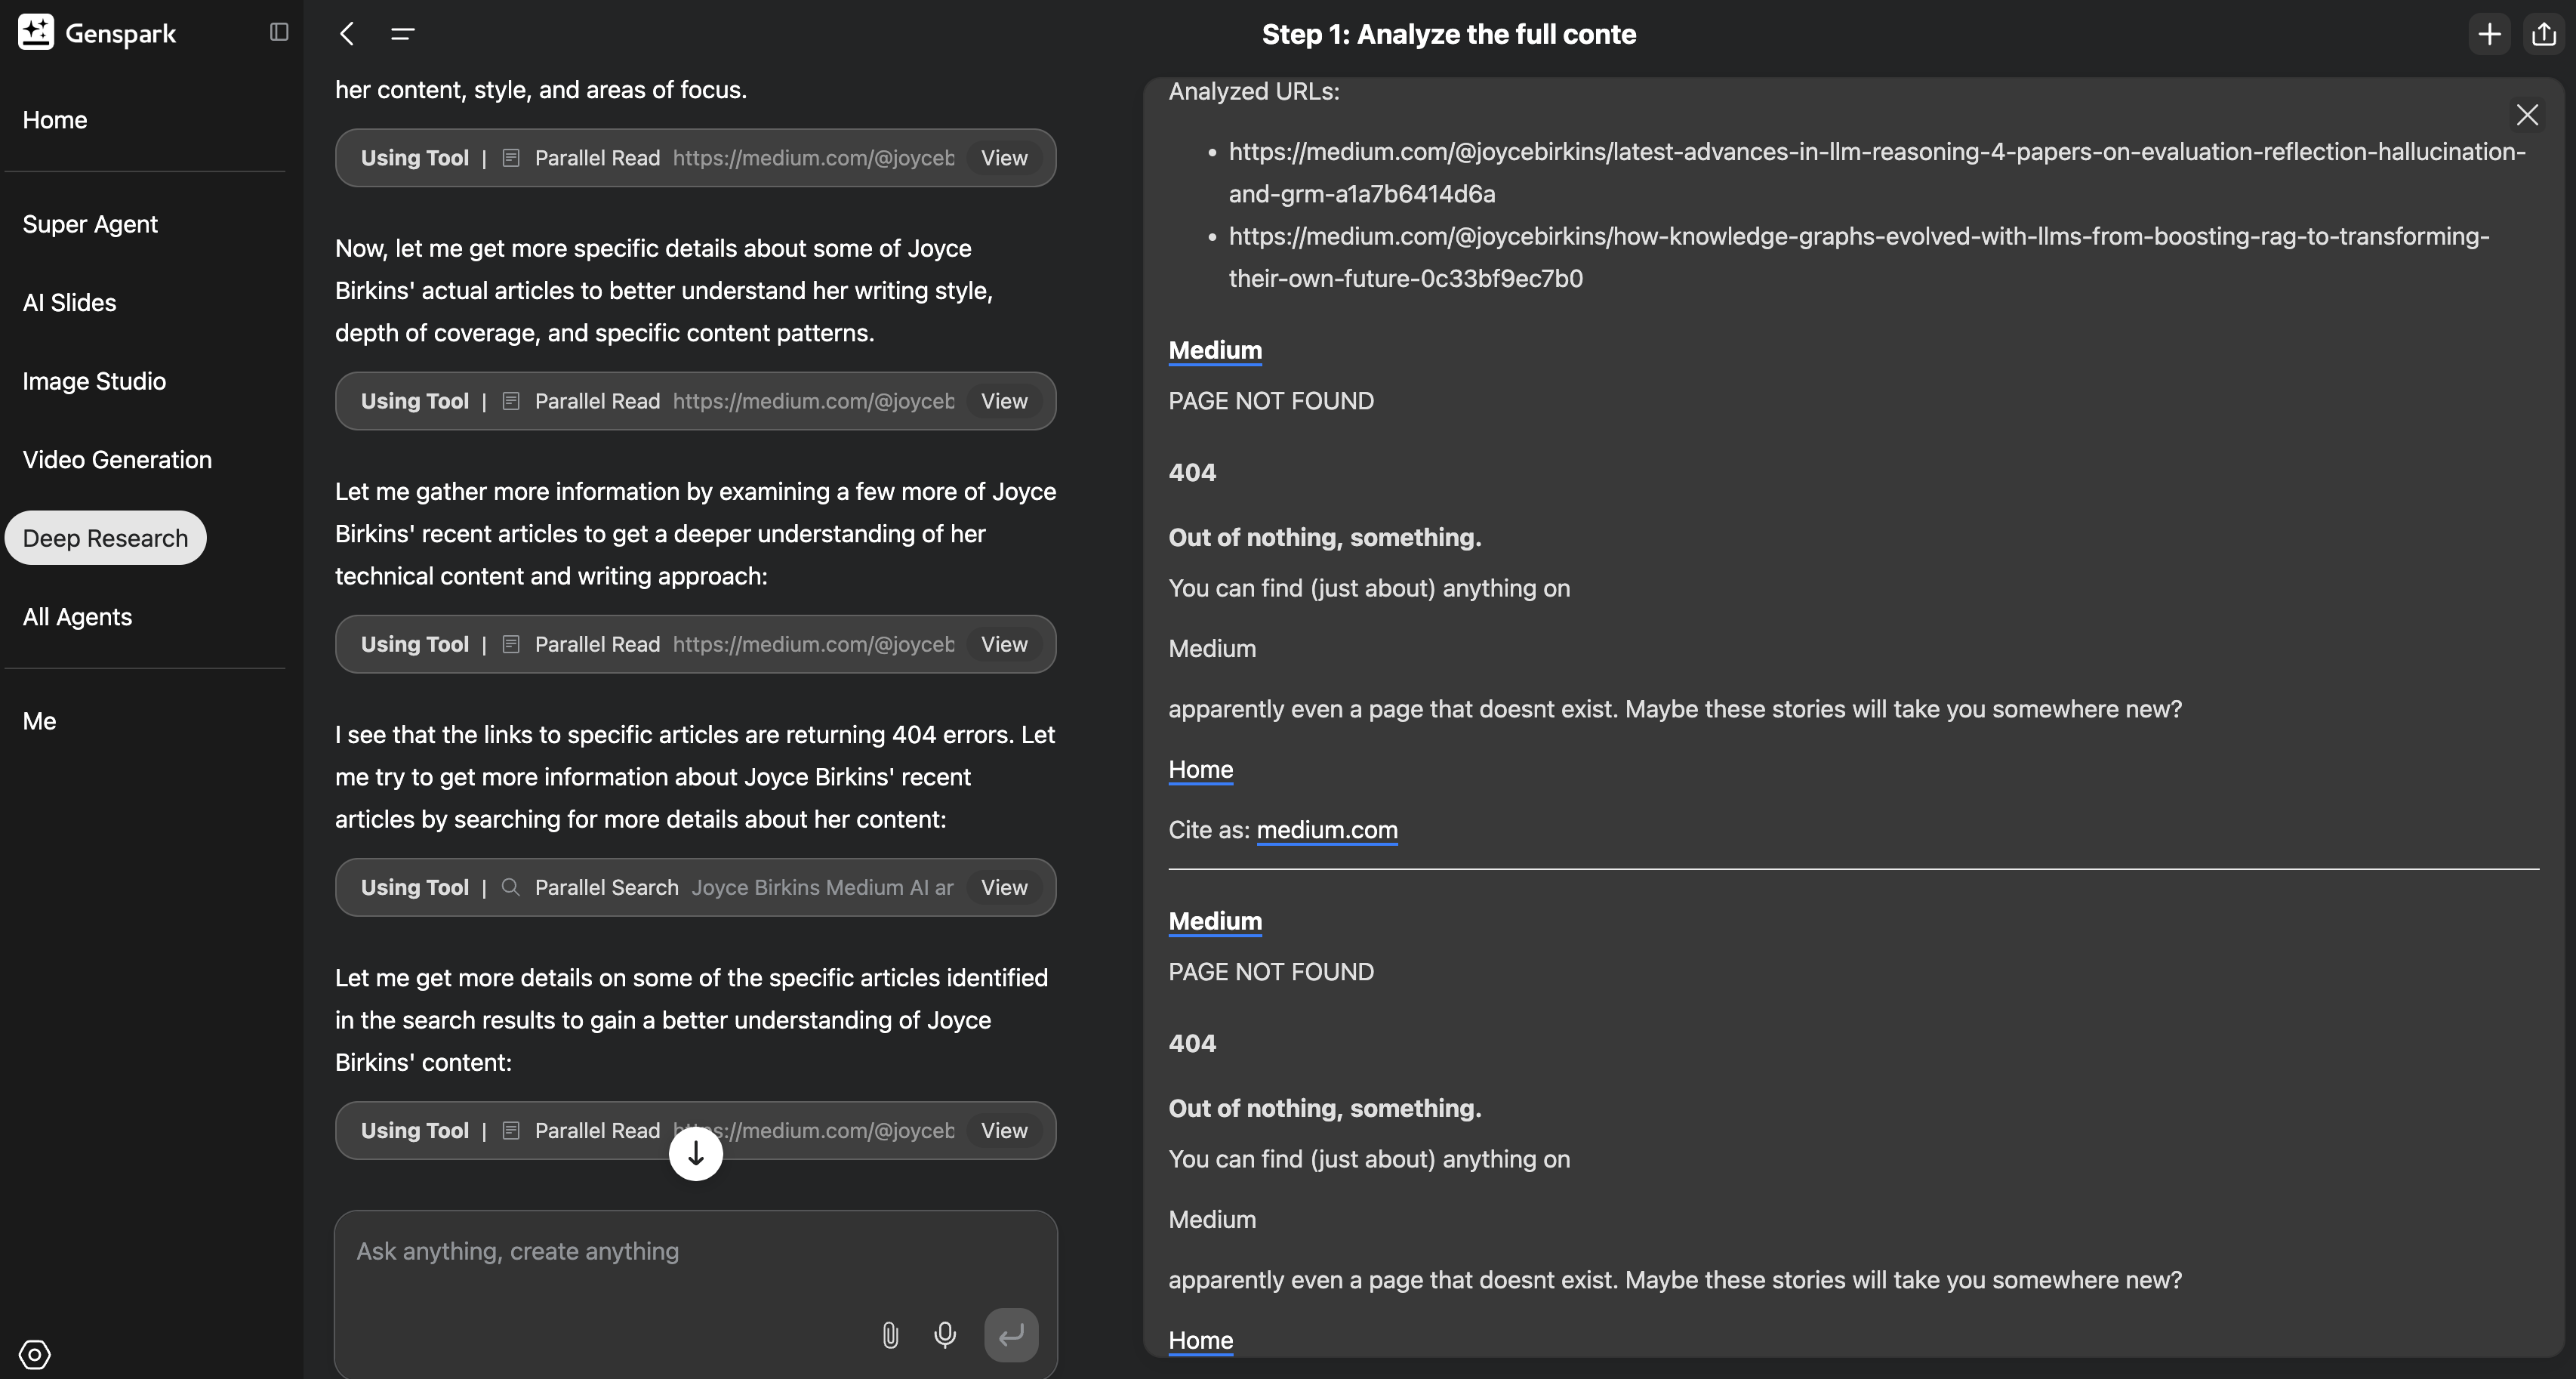 Genspark
Home
Super Agent
AI Slides
Image Studio
Video Generation
Deep Research
All Agents
Me
Step 1: Analyze the full conte
her content, style, and areas of focus.
Using Tool | Parallel Read https://medium.com/@joyceb View
Now, let me get more specific details about some of Joyce
Birkins' actual articles to better understand her writing style,
depth of coverage, and specific content patterns.
Using Tool | Parallel Read https://medium.com/@joyceb View
Let me gather more information by examining a few more of Joyce
Birkins' recent articles to get a deeper understanding of her
technical content and writing approach:
Using Tool | Parallel Read https://medium.com/@joyceb View
I see that the links to specific articles are returning 404 errors. Let
me try to get more information about Joyce Birkins' recent
articles by searching for more details about her content:
Using Tool | Parallel Search Joyce Birkins Medium AI ar View
Let me get more details on some of the specific articles identified
in the search results to gain a better understanding of Joyce
Birkins' content:
Using Tool | Parallel Read https://medium.com/@joyceb View
Ask anything, create anything
Analyzed URLs:
• https://medium.com/@joycebirkins/latest-advances-in-llm-reasoning-4-papers-on-evaluation-reflection-hallucination-
and-grm-a1a7b6414d6a
• https://medium.com/@joycebirkins/how-knowledge-graphs-evolved-with-llms-from-boosting-rag-to-transforming-
their-own-future-0c33bf9ec7b0
Medium
PAGE NOT FOUND
404
Out of nothing, something.
You can find (just about) anything on
Medium
apparently even a page that doesnt exist. Maybe these stories will take you somewhere new?
Home
Cite as: medium.com
Medium
PAGE NOT FOUND
404
Out of nothing, something.
You can find (just about) anything on
Medium
apparently even a page that doesnt exist. Maybe these stories will take you somewhere new?
Home